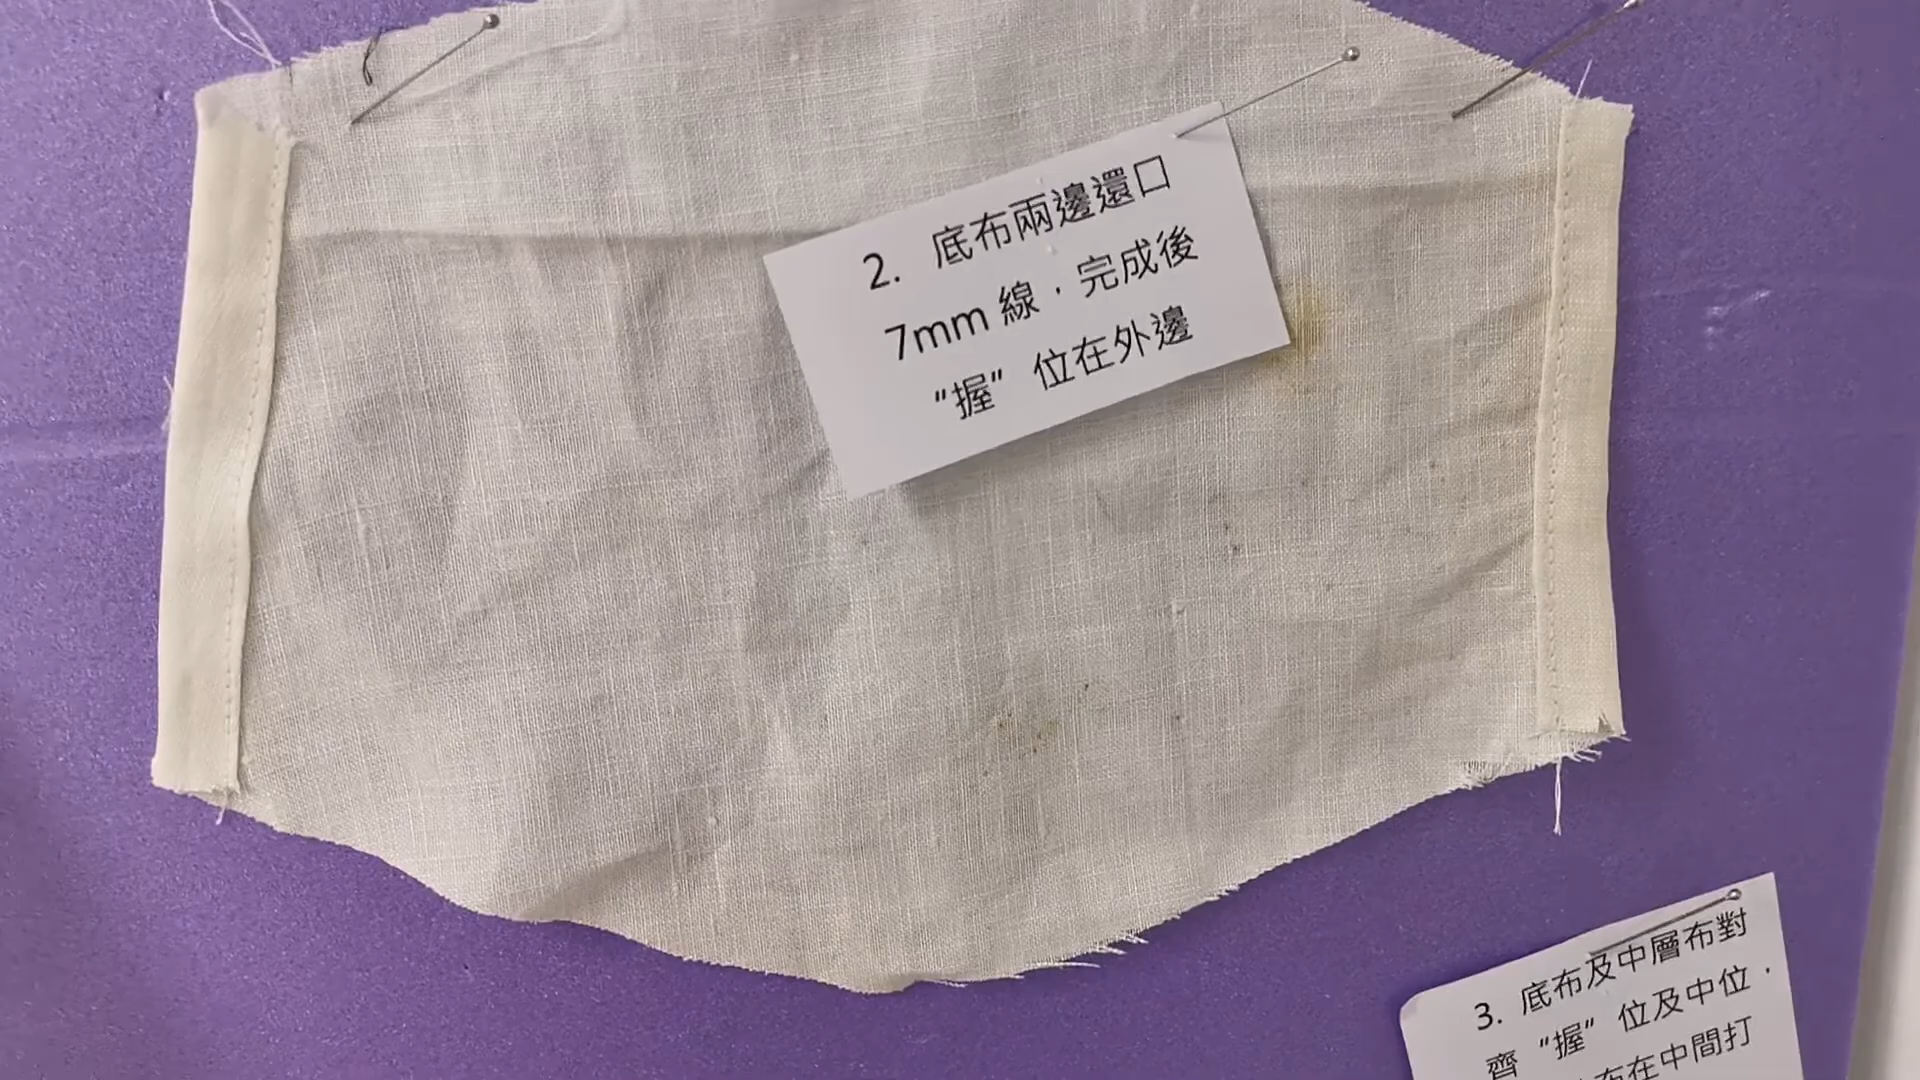 2. 底布兩邊還口
7mm 線，完成後
“握” 位在外邊
3. 底布及中層布對
齊 “握” 位及中位，
布在中間打